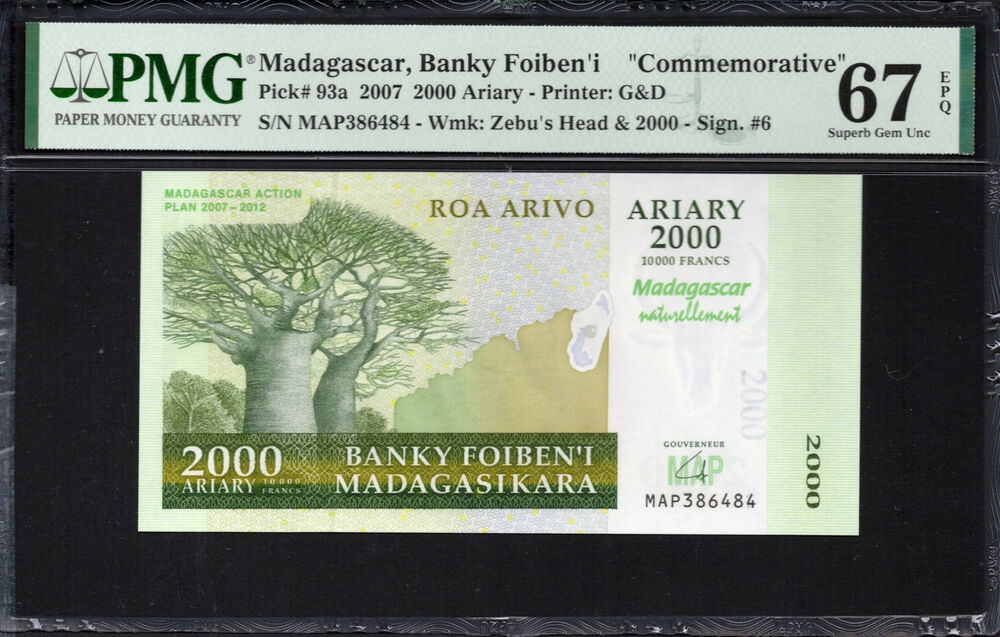 PMG®
PAPER MONEY GUARANTY
Madagascar, Banky Foiben'i "Commemorative"
Pick# 93a 2007 2000 Ariary - Printer: G&D
S/N MAP386484 - Wmk: Zebu's Head & 2000 - Sign. #6
67
EPQ
Superb Gem Unc
MADAGASCAR ACTION
PLAN 2007-2012
ROA ARIVO
ARIARY
2000
10000 FRANCS
Madagascar
naturellement
2000
2000
ARIARY 10000 FRANCS
BANKY FOIBEN'I
MADAGASIKARA
GOUVERNEUR
MAP
MAP386484
2000